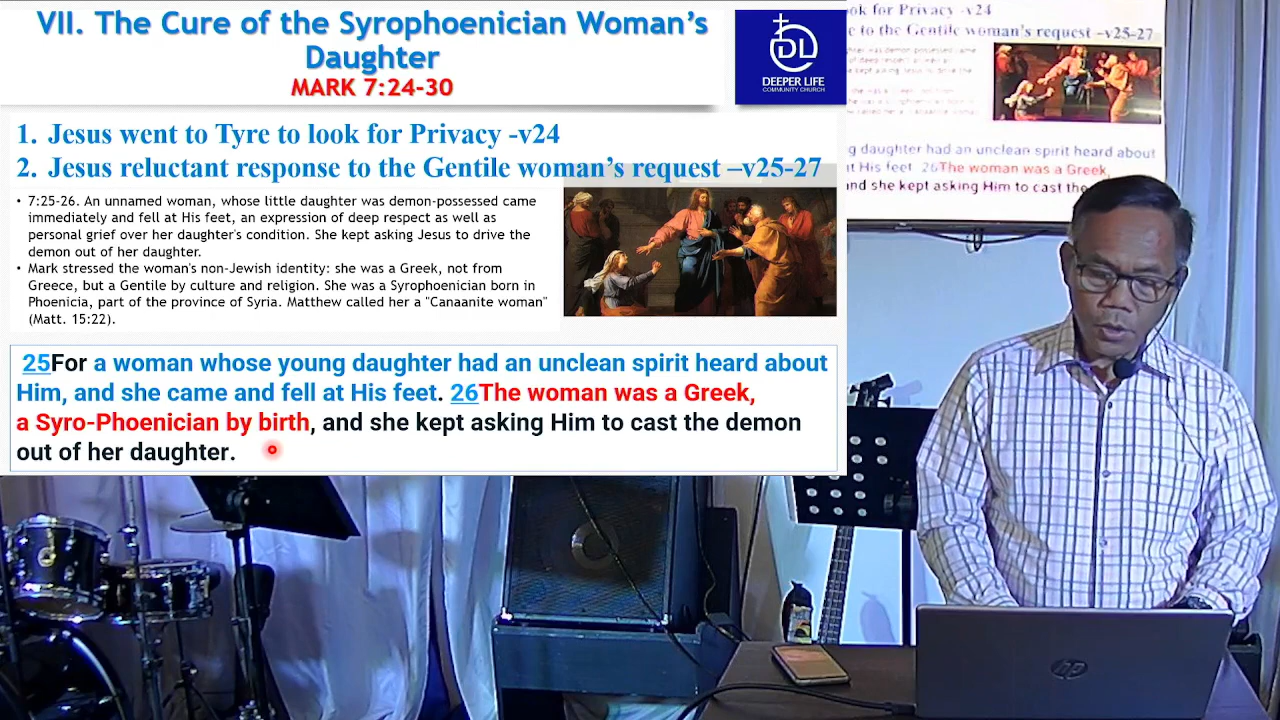 VII. The Cure of the Syrophoenician Woman's
Daughter
MARK 7:24-30
DL
DEEPER LIFE
COMMUNITY CHURCH
1. Jesus went to Tyre to look for Privacy -v24
2. Jesus reluctant response to the Gentile woman's request –v25-27
• 7:25-26. An unnamed woman, whose little daughter was demon-possessed came
immediately and fell at His feet, an expression of deep respect as well as
personal grief over her daughter's condition. She kept asking Jesus to drive the
demon out of her daughter.
• Mark stressed the woman's non-Jewish identity: she was a Greek, not from
Greece, but a Gentile by culture and religion. She was a Syrophoenician born in
Phoenicia, part of the province of Syria. Matthew called her a "Canaanite woman"
(Matt. 15:22).
25For a woman whose young daughter had an unclean spirit heard about
Him, and she came and fell at His feet. 26The woman was a Greek,
a Syro-Phoenician by birth, and she kept asking Him to cast the demon
out of her daughter.
ok for Privacy -v24
to the Gentile woman's request –v25-27
daughter had an unclean spirit heard about
His feet 26The woman was a Greek,
and she kept asking Him to cast the
hp